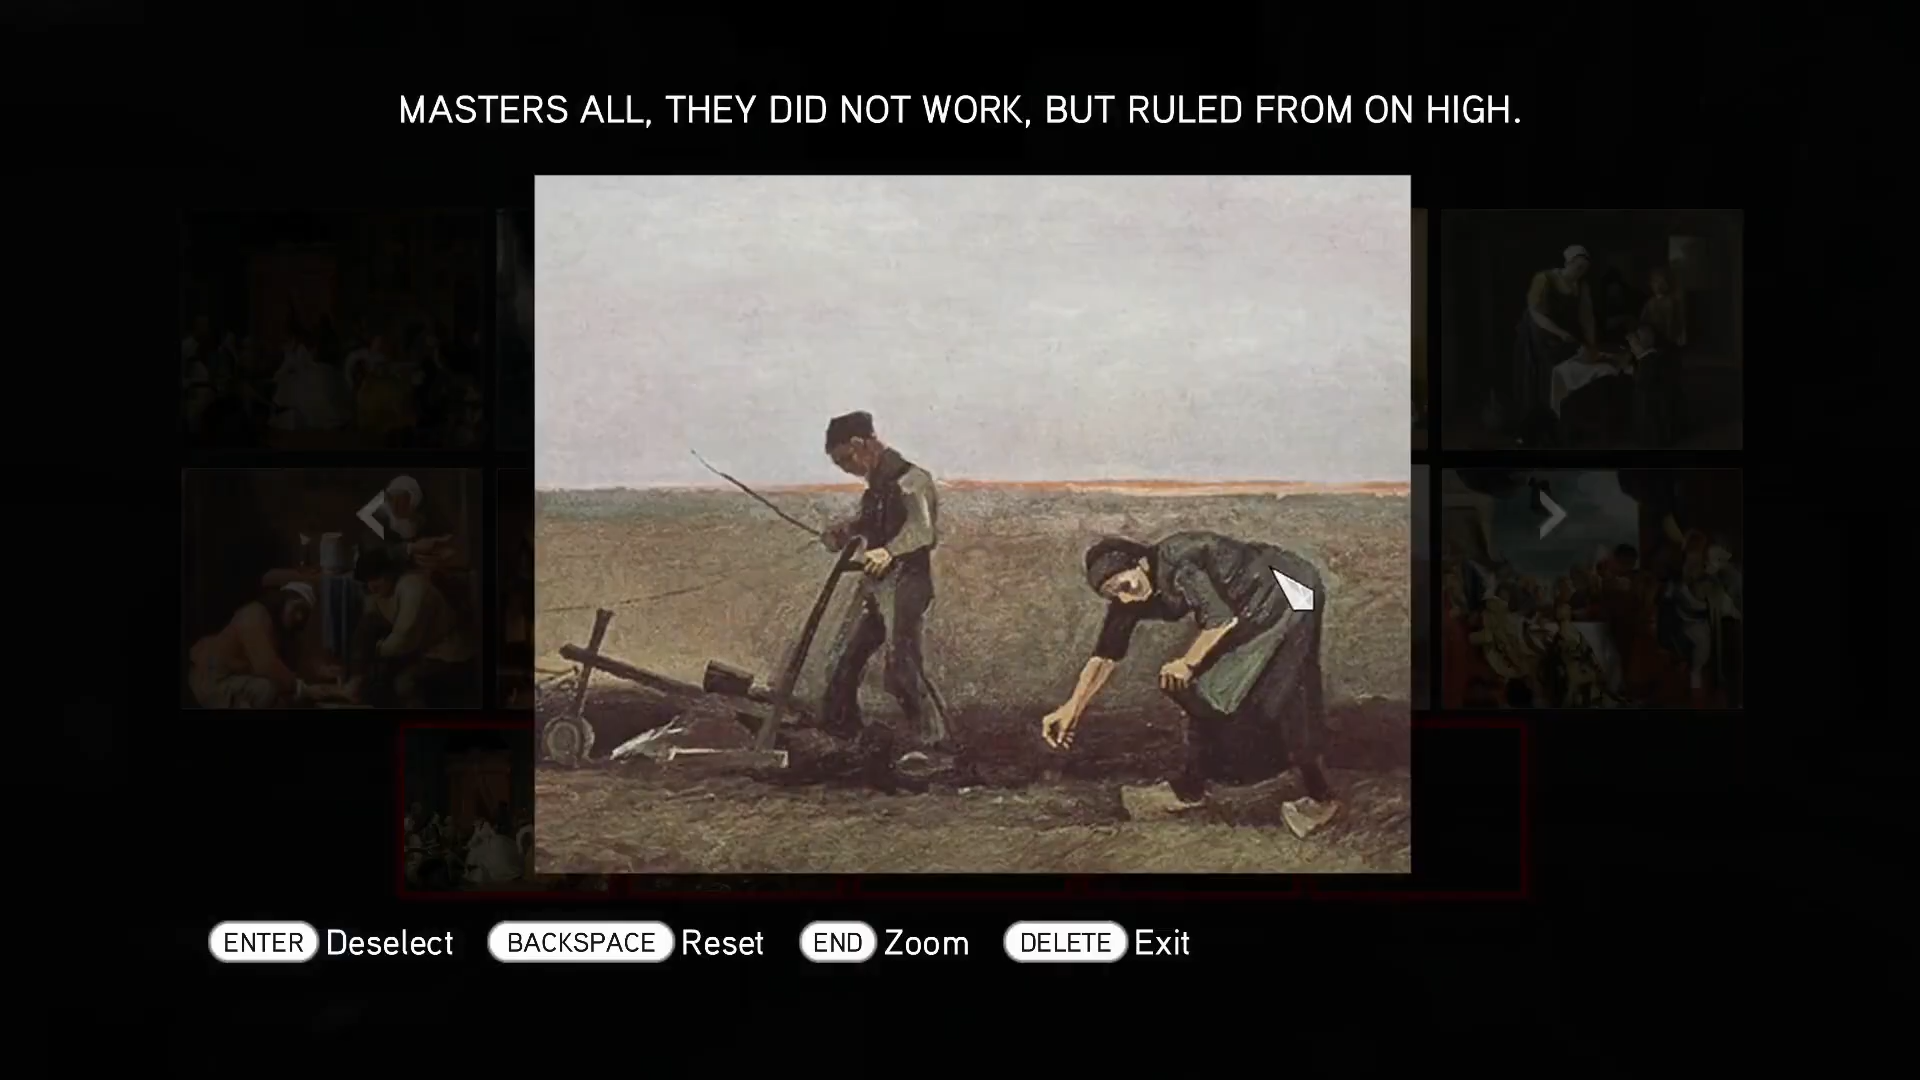 MASTERS ALL, THEY DID NOT WORK, BUT RULED FROM ON HIGH.
ENTER Deselect BACKSPACE Reset END Zoom DELETE Exit